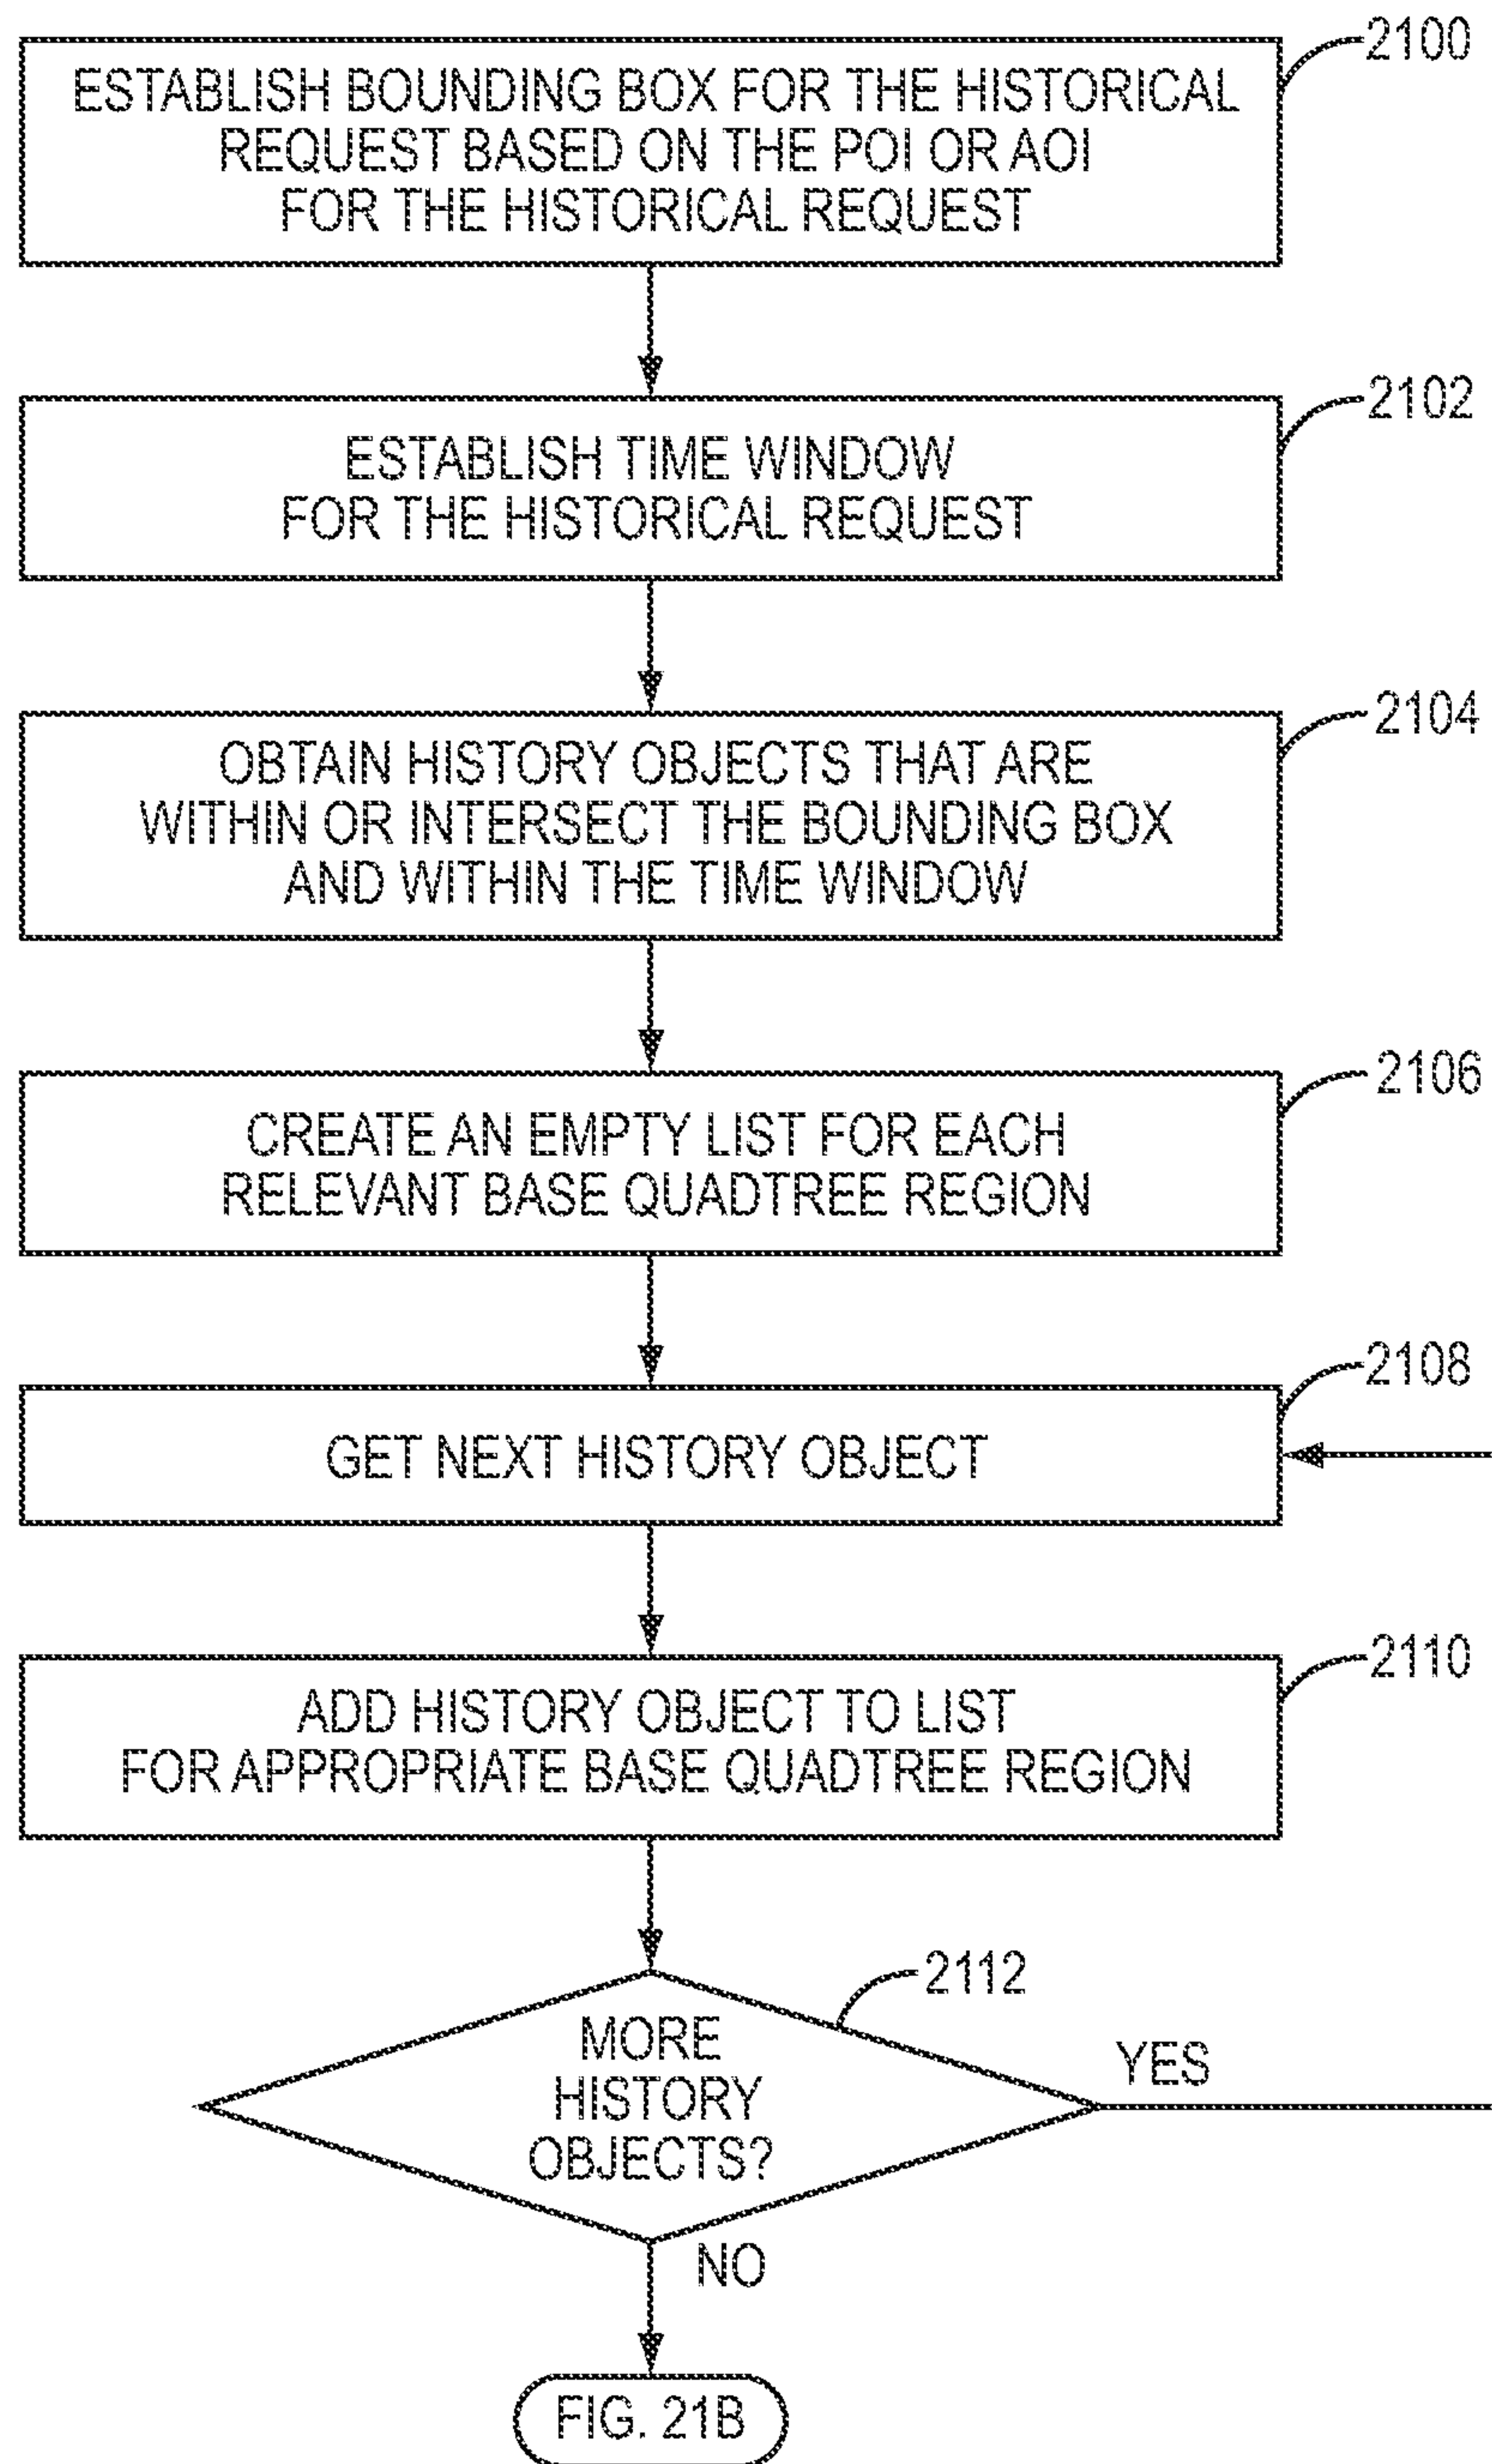 2100
ESTABLISH BOUNDING BOX FOR THE HISTORICAL
REQUEST BASED ON THE POI OR AOI
FOR THE HISTORICAL REQUEST
2102
ESTABLISH TIME WINDOW
FOR THE HISTORICAL REQUEST
2104
OBTAIN HISTORY OBJECTS THAT ARE
WITHIN OR INTERSECT THE BOUNDING BOX
AND WITHIN THE TIME WINDOW
2106
CREATE AN EMPTY LIST FOR EACH
RELEVANT BASE QUADTREE REGION
2108
GET NEXT HISTORY OBJECT
2110
ADD HISTORY OBJECT TO LIST
FOR APPROPRIATE BASE QUADTREE REGION
2112
MORE
HISTORY
OBJECTS?
YES
NO
FIG. 21B